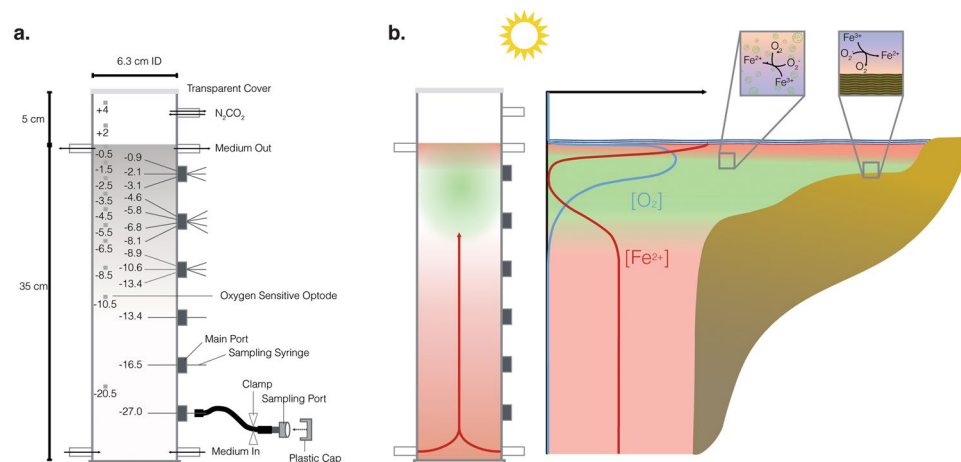 a.
6.3 cm ID
Transparent Cover
5 cm
+4
N₂CO₂
+2
-0.5
Medium Out
-0.9
-1.5
-2.1
-2.5
-3.1
-3.5
-4.6
-4.5
-5.8
-5.5
-6.8
-6.5
-8.1
-8.9
-8.5
-10.6
-13.4
35 cm
-10.5
Oxygen Sensitive Optode
-13.4
Main Port
Sampling Syringe
-16.5
-20.5
Clamp
-27.0
Sampling Port
Medium In
Plastic Cap
b.
O₂
Fe²⁺
O₂⁻
Fe³⁺
Fe³⁺
O₂
Fe²⁺
O₂
[O₂]
[Fe²⁺]